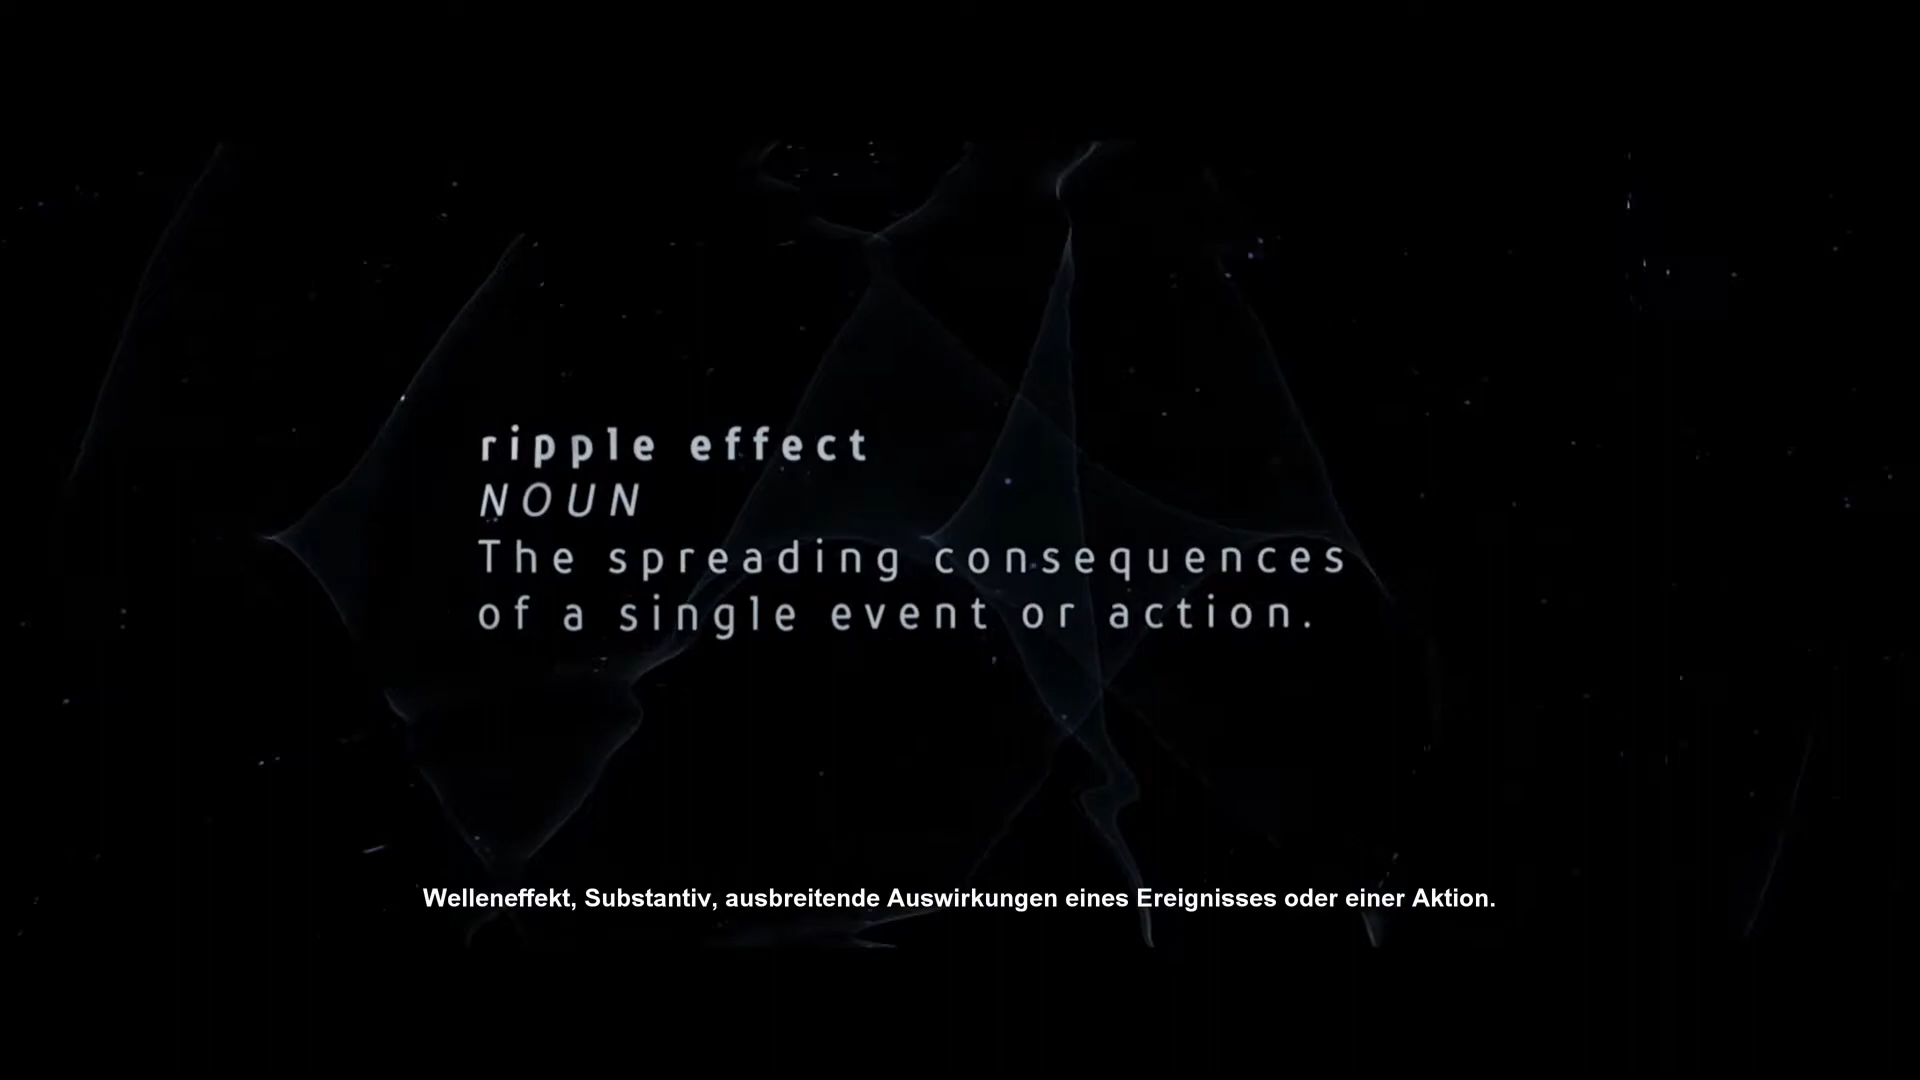 ripple effect
NOUN
The spreading consequences
of a single event or action.
Welleneffekt, Substantiv, ausbreitende Auswirkungen eines Ereignisses oder einer Aktion.